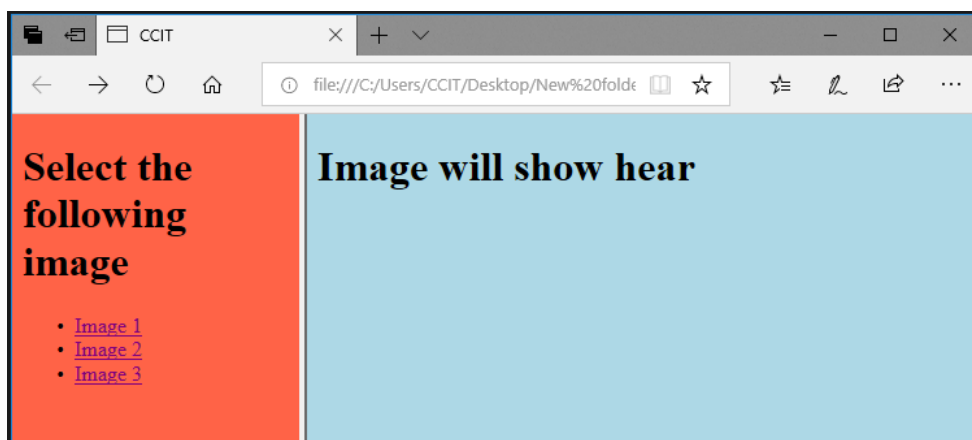 CCIT
file:///C:/Users/CCIT/Desktop/New%20folde
Select the
following
image
Image 1
Image 2
Image 3
Image will show hear